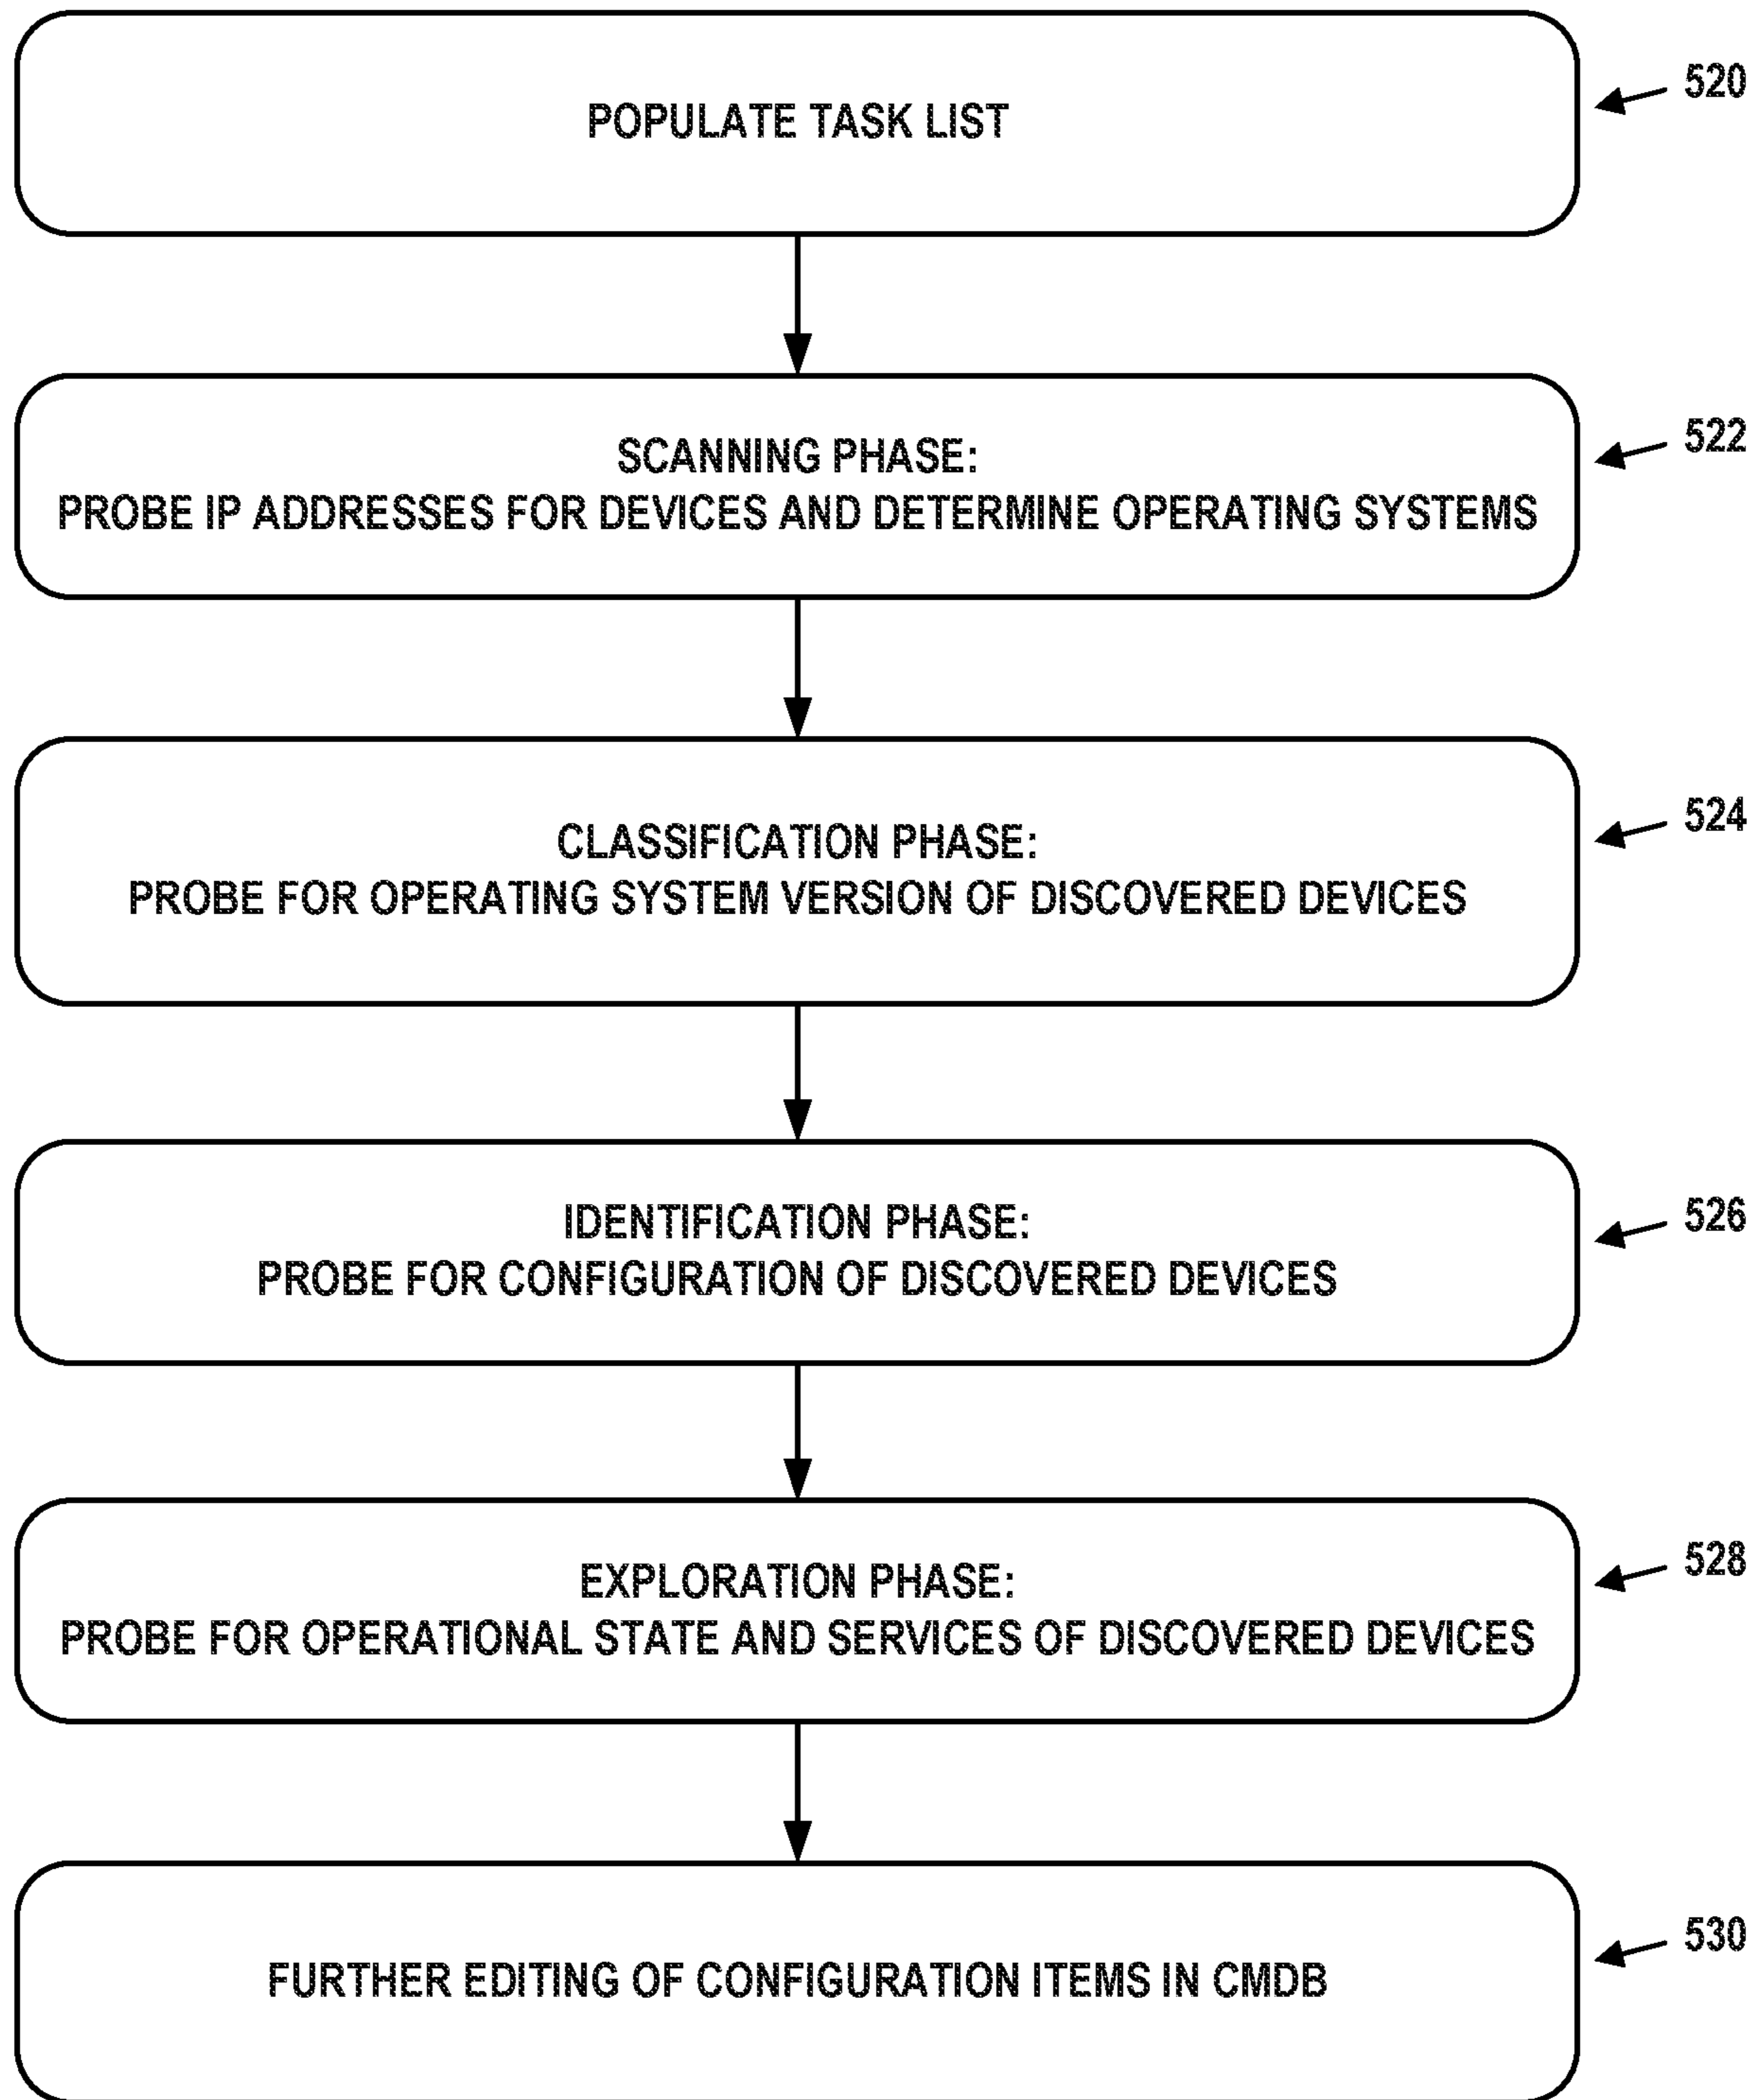 POPULATE TASK LIST
520
SCANNING PHASE:
PROBE IP ADDRESSES FOR DEVICES AND DETERMINE OPERATING SYSTEMS
522
CLASSIFICATION PHASE:
PROBE FOR OPERATING SYSTEM VERSION OF DISCOVERED DEVICES
524
IDENTIFICATION PHASE:
PROBE FOR CONFIGURATION OF DISCOVERED DEVICES
526
EXPLORATION PHASE:
PROBE FOR OPERATIONAL STATE AND SERVICES OF DISCOVERED DEVICES
528
FURTHER EDITING OF CONFIGURATION ITEMS IN CMDB
530